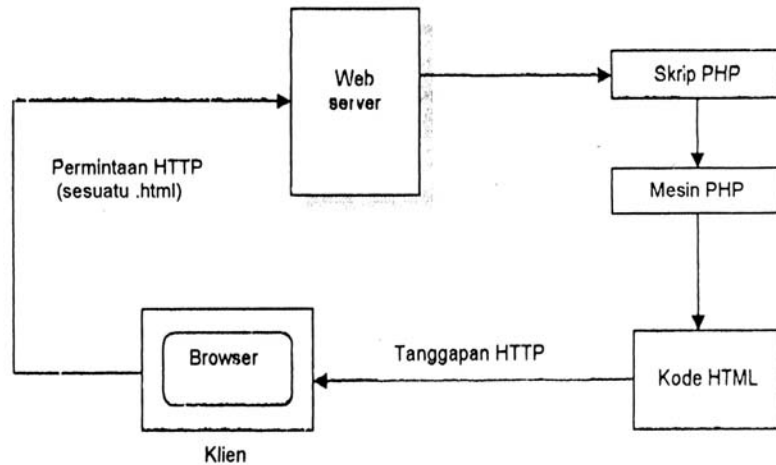 Web
server
Skrip PHP
Permintaan HTTP
(sesuatu .html)
Mesin PHP
Browser
Tanggapan HTTP
Kode HTML
Klien